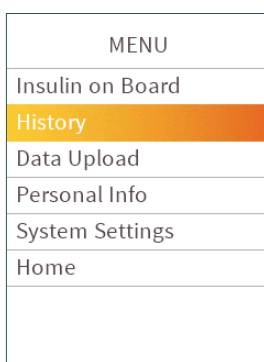 MENU
Insulin on Board
History
Data Upload
Personal Info
System Settings
Home